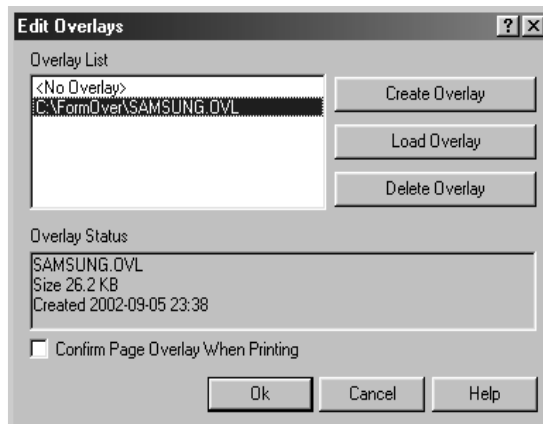 Edit Overlays
Overlay List
<No Overlay>
C:\FormOver\SAMSUNG.OVL
Create Overlay
Load Overlay
Delete Overlay
Overlay Status
SAMSUNG.OVL
Size 26.2 KB
Created 2002-09-05 23:38
Confirm Page Overlay When Printing
Ok Cancel Help